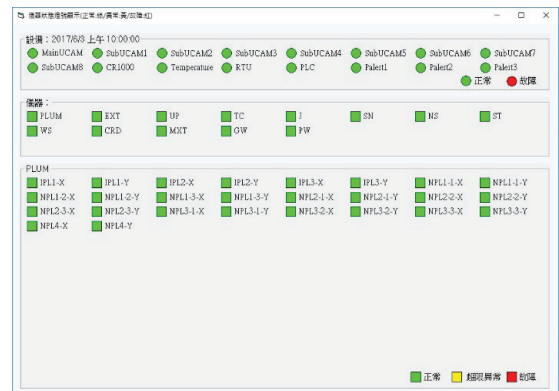 儀器狀態燈號顯示(正常:綠/異常:黃/故障:紅)
設備：2017/6/3 上午 10:00:00
MainUCAM SubUCAM1 SubUCAM2 SubUCAM3 SubUCAM4 SubUCAM5 SubUCAM6 SubUCAM7
SubUCAM8 CR1000 Temperature RTU PLC Palert1 Palert2 Palert3
正常 故障
儀器：
PLUM EXT UP TC J SN NS ST
WS CRD MXT GW PW
PLUM
IPL1-X IPL1-Y IPL2-X IPL2-Y IPL3-X IPL3-Y NPL1-1-X NPL1-1-Y
NPL1-2-X NPL1-2-Y NPL1-3-X NPL1-3-Y NPL2-1-X NPL2-1-Y NPL2-2-X NPL2-2-Y
NPL2-3-X NPL2-3-Y NPL3-1-X NPL3-1-Y NPL3-2-X NPL3-2-Y NPL3-3-X NPL3-3-Y
NPL4-X NPL4-Y
正常 超限異常 故障